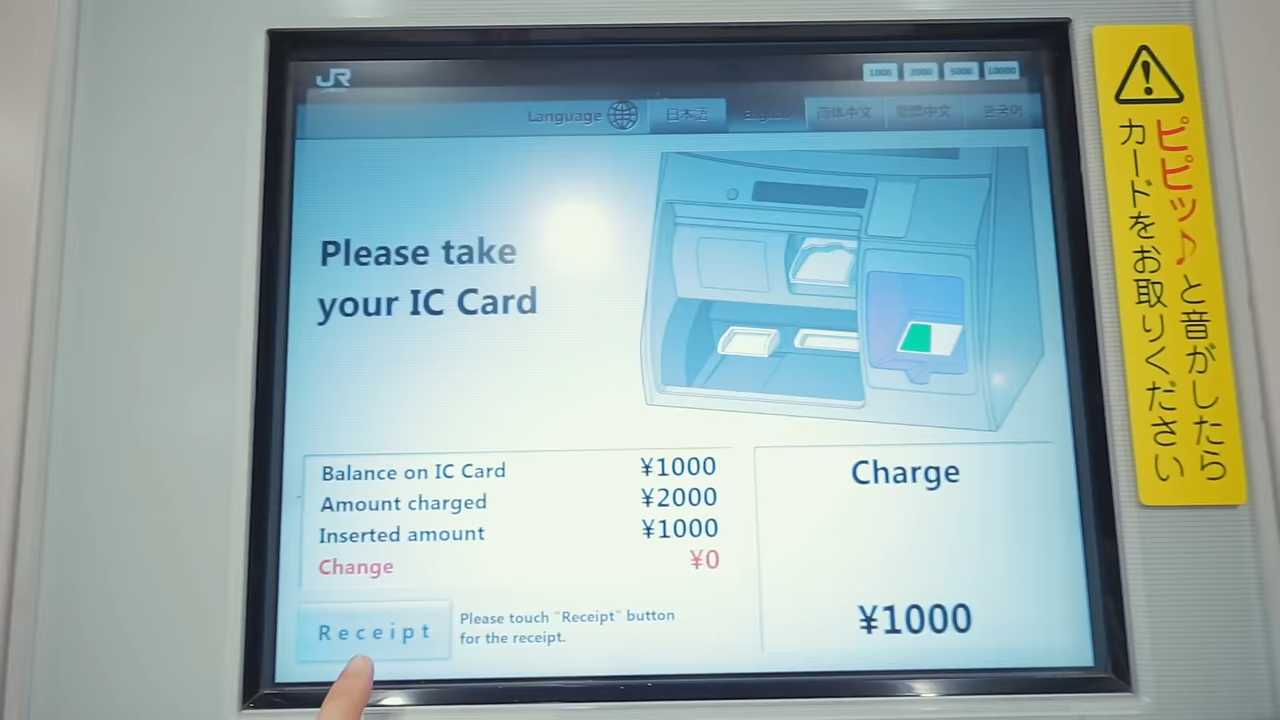 JR
1000 2000 5000 10000
Language 日本語 English 简体中文 繁體中文 한국어
Please take
your IC Card
Balance on IC Card ¥1000
Amount charged ¥2000
Inserted amount ¥1000
Change ¥0
Charge
¥1000
Receipt
Please touch "Receipt" button
for the receipt.
ピピッ♪と音がしたら
カードをお取りください